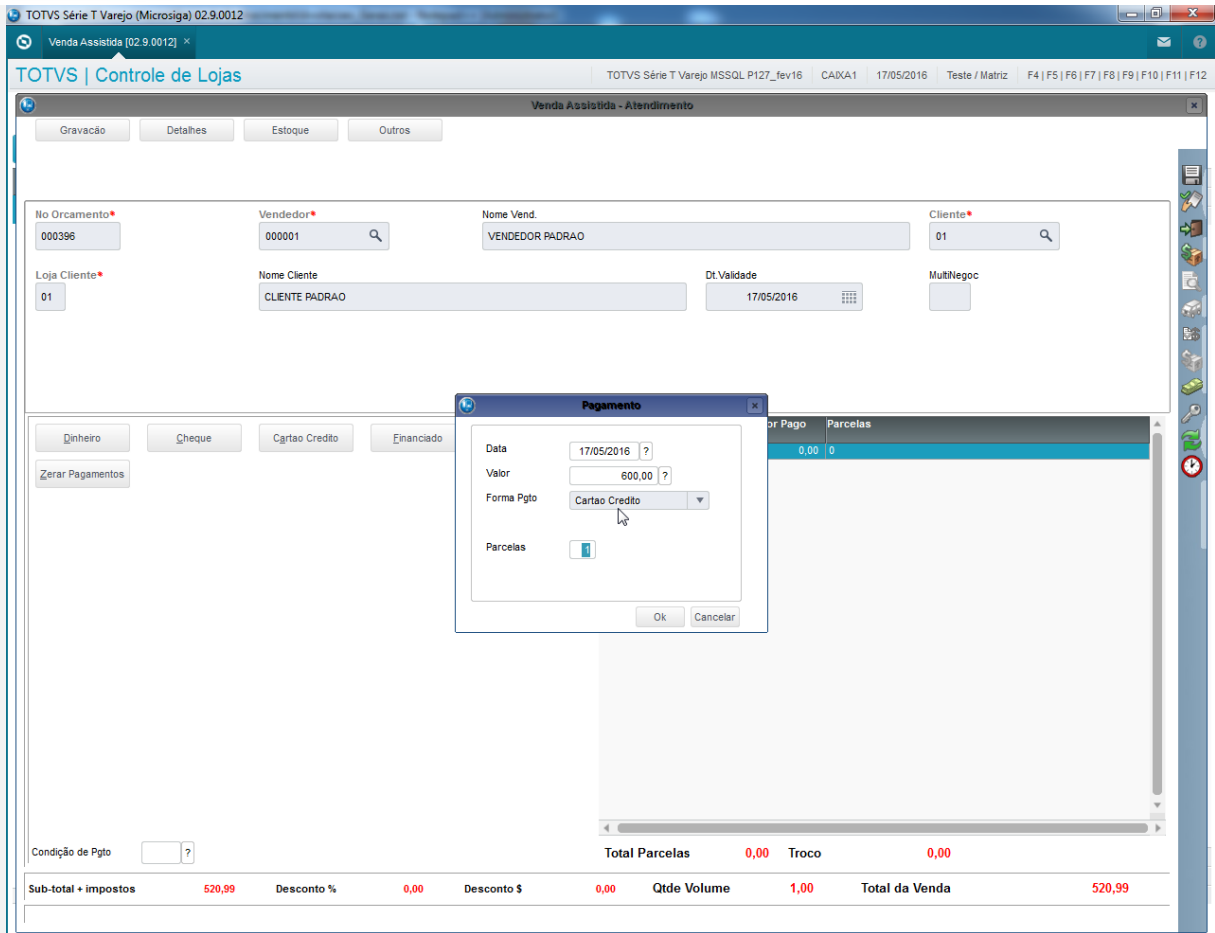 TOTVS Série T Varejo (Microsiga) 02.9.0012
Venda Assistida [02.9.0012] ×
TOTVS | Controle de Lojas
TOTVS Série T Varejo MSSQL P127_fev16 CAIXA1 17/05/2016 Teste / Matriz F4 | F5 | F6 | F7 | F8 | F9 | F10 | F11 | F12
Venda Assistida - Atendimento
Gravacão Detalhes Estoque Outros
No Orcamento* Vendedor* Nome Vend. Cliente*
000396 000001 VENDEDOR PADRAO 01
Loja Cliente* Nome Cliente Dt.Validade MultiNegoc
01 CLIENTE PADRAO 17/05/2016
Pagamento
Data 17/05/2016 ?
Valor 600,00 ?
Forma Pgto Cartao Credito
Parcelas 1
Ok Cancelar
Dinheiro Cheque Cartao Credito Financiado
Zerar Pagamentos
or Pago Parcelas
0,00 0
Condição de Pgto ?
Total Parcelas 0,00 Troco 0,00
Sub-total + impostos 520,99 Desconto % 0,00 Desconto $ 0,00 Qtde Volume 1,00 Total da Venda 520,99